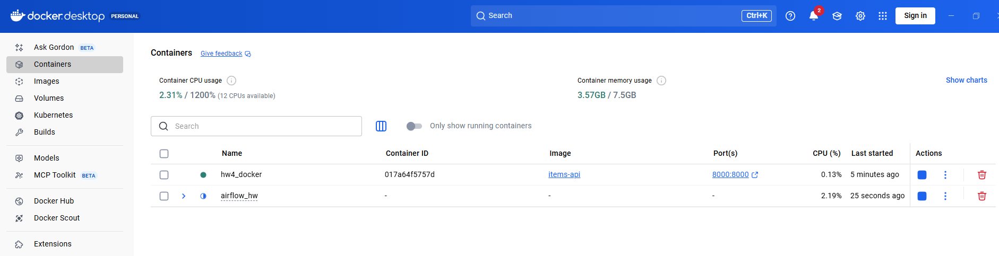 docker.desktop PERSONAL
Search Ctrl+K
2
Sign in
Ask Gordon BETA
Containers
Images
Volumes
Kubernetes
Builds
Models
MCP Toolkit BETA
Docker Hub
Docker Scout
Extensions
Containers Give feedback
Container CPU usage
2.31% / 1200% (12 CPUs available)
Container memory usage
3.57GB / 7.5GB
Show charts
Search
Only show running containers
Name Container ID Image Port(s) CPU (%) Last started Actions
hw4_docker 017a64f5757d items-api 8000:8000 0.13% 5 minutes ago
airflow_hw - - - 2.19% 25 seconds ago